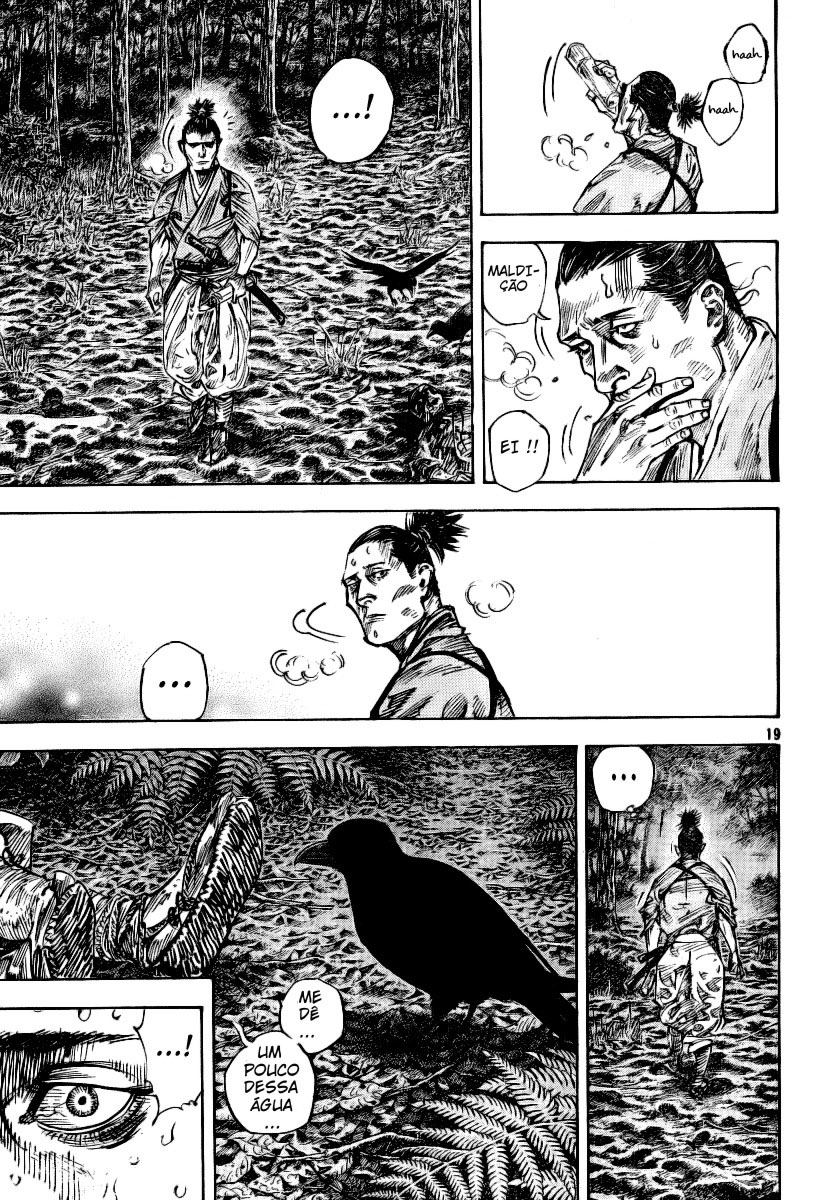 haah
haah
MALDI-
ÇÃO
EI !!
...!
...
19
...
ME
DÊ
...
UM
POUCO
DESSA
ÁGUA
...
...!